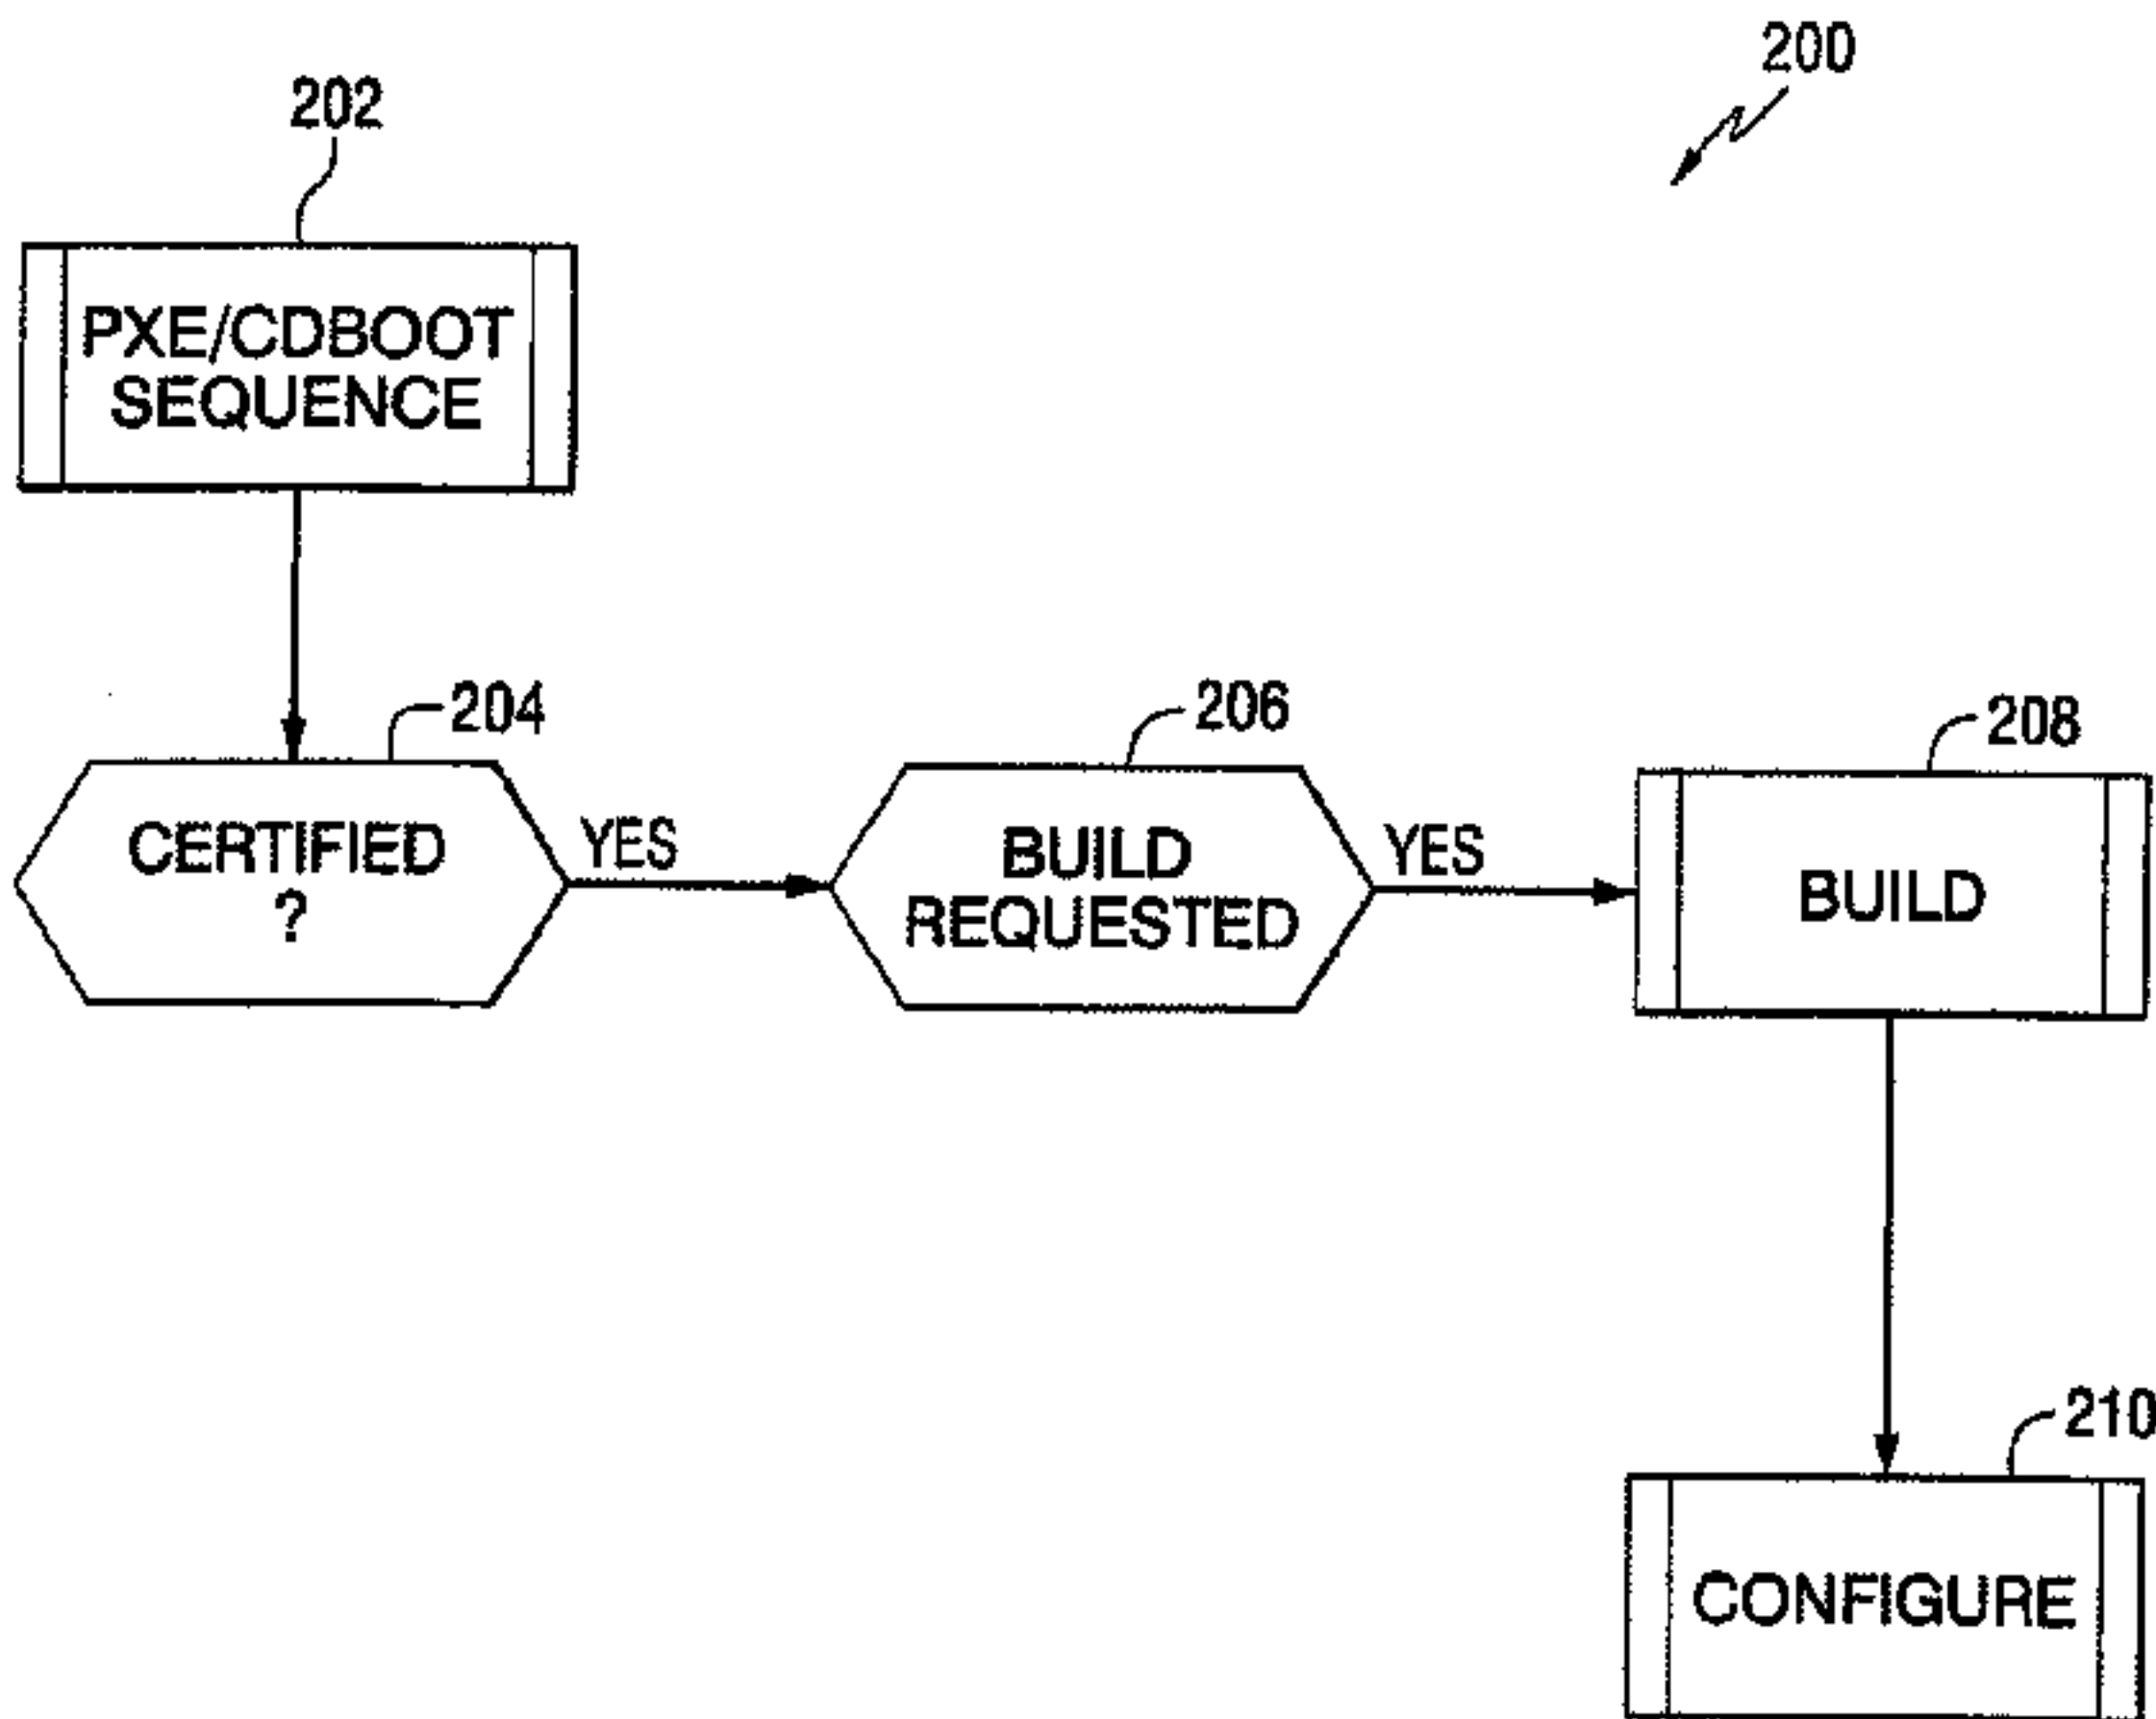 200
202
PXE/CDBOOT
SEQUENCE
204
CERTIFIED
?
YES
206
BUILD
REQUESTED
YES
208
BUILD
210
CONFIGURE